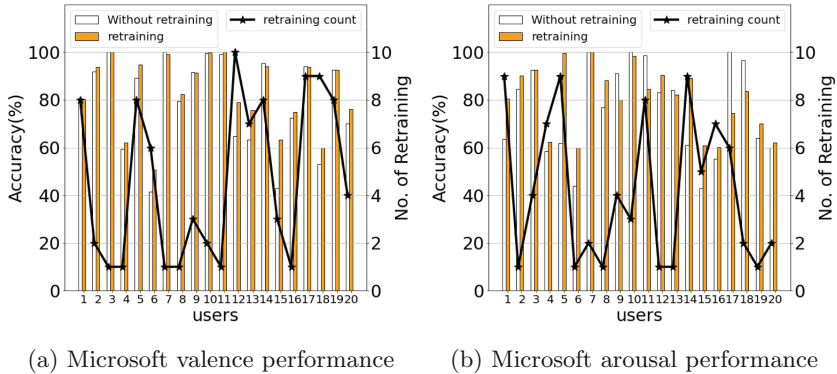 Without retraining
retraining
retraining count
100
80
60
40
20
0
Accuracy(%)
10
8
6
4
2
0
No. of Retraining
1 2 3 4 5 6 7 8 9 10 11 12 13 14 15 16 17 18 19 20
users
(a) Microsoft valence performance
Without retraining
retraining
retraining count
100
80
60
40
20
0
Accuracy(%)
10
8
6
4
2
0
No. of Retraining
1 2 3 4 5 6 7 8 9 10 11 12 13 14 15 16 17 18 19 20
users
(b) Microsoft arousal performance